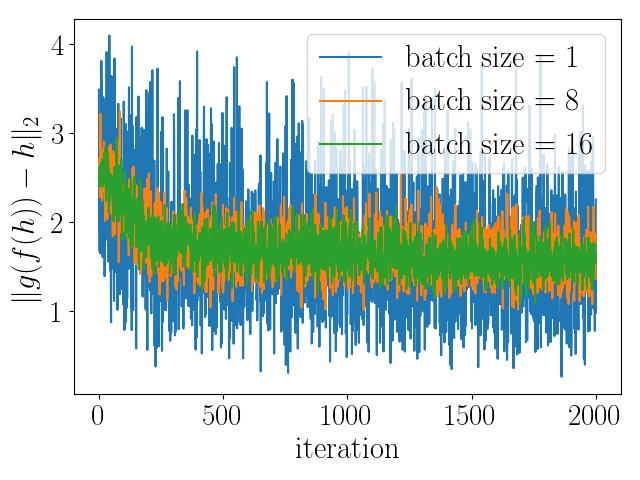 ‖g(f(h)) − h‖₂
4
3
2
1
batch size = 1
batch size = 8
batch size = 16
0 500 1000 1500 2000
iteration